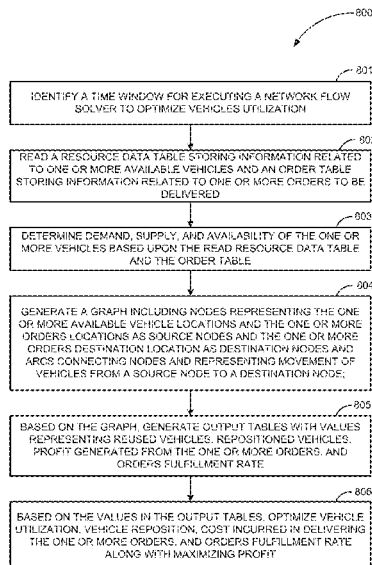 800
801
IDENTIFY A TIME WINDOW FOR EXECUTING A NETWORK FLOW
SOLVER TO OPTIMIZE VEHICLES UTILIZATION
802
READ A RESOURCE DATA TABLE STORING INFORMATION RELATED
TO ONE OR MORE AVAILABLE VEHICLES AND AN ORDER TABLE
STORING INFORMATION RELATED TO ONE OR MORE ORDERS TO BE
DELIVERED
803
DETERMINE DEMAND, SUPPLY, AND AVAILABILITY OF THE ONE OR
MORE VEHICLES BASED UPON THE READ RESOURCE DATA TABLE
AND THE ORDER TABLE
804
GENERATE A GRAPH INCLUDING NODES REPRESENTING THE ONE
OR MORE AVAILABLE VEHICLE LOCATIONS AND THE ONE OR MORE
ORDERS LOCATIONS AS SOURCE NODES AND THE ONE OR MORE
ORDERS DESTINATION LOCATION AS DESTINATION NODES AND
ARCS CONNECTING NODES AND REPRESENTING MOVEMENT OF
VEHICLES FROM A SOURCE NODE TO A DESTINATION NODE;
805
BASED ON THE GRAPH, GENERATE OUTPUT TABLES WITH VALUES
REPRESENTING REUSED VEHICLES, REPOSITIONED VEHICLES,
PROFIT GENERATED FROM THE ONE OR MORE ORDERS, AND
ORDERS FULFILLMENT RATE
806
BASED ON THE VALUES IN THE OUTPUT TABLES, OPTIMIZE VEHICLE
UTILIZATION, VEHICLE REPOSITION, COST INCURRED IN DELIVERING
THE ONE OR MORE ORDERS, AND ORDERS FULFILLMENT RATE
ALONG WITH MAXIMIZING PROFIT